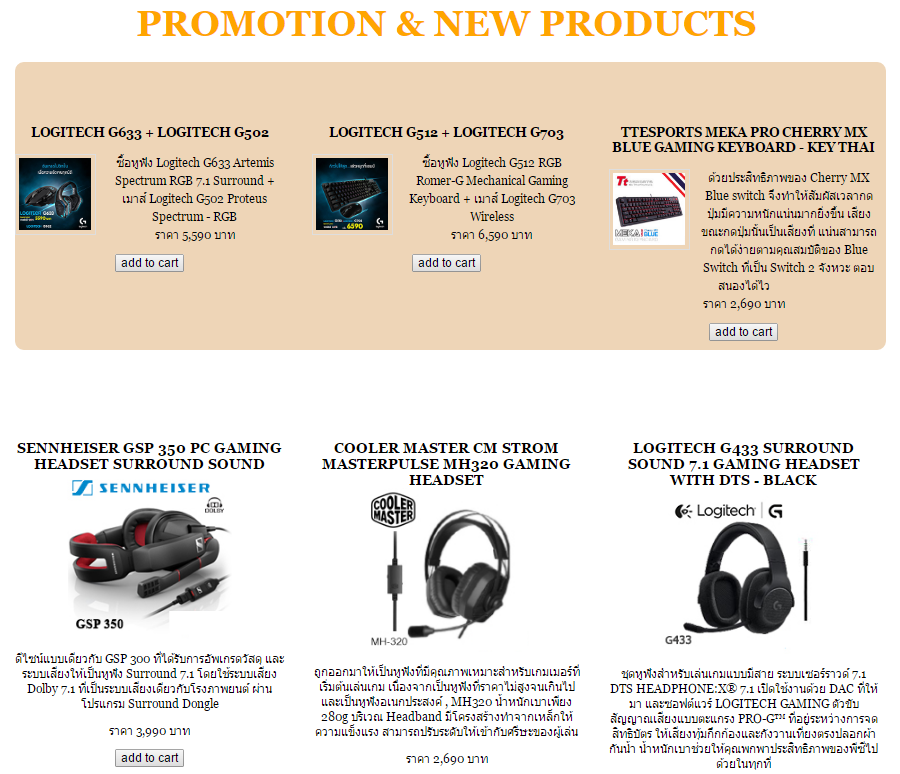 PROMOTION & NEW PRODUCTS
LOGITECH G633 + LOGITECH G502
ซื้อหูฟัง Logitech G633 Artemis
Spectrum RGB 7.1 Surround +
เมาส์ Logitech G502 Proteus
Spectrum - RGB
ราคา 5,590 บาท
add to cart
LOGITECH G512 + LOGITECH G703
ซื้อหูฟัง Logitech G512 RGB
Romer-G Mechanical Gaming
Keyboard + เมาส์ Logitech G703
Wireless
ราคา 6,590 บาท
add to cart
TTESPORTS MEKA PRO CHERRY MX
BLUE GAMING KEYBOARD - KEY THAI
ด้วยประสิทธิภาพของ Cherry MX
Blue switch จึงทำให้สัมผัสเวลากด
ปุ่มมีความหนักแน่นมากยิ่งขึ้น เสียง
ขณะกดปุ่มนั้นเป็นเสียงที่ แน่นสามารถ
กดได้ง่ายตามคุณสมบัติของ Blue
Switch ที่เป็น Switch 2 จังหวะ ตอบ
สนองได้ไว
ราคา 2,690 บาท
add to cart
SENNHEISER GSP 350 PC GAMING
HEADSET SURROUND SOUND
SENNHEISER
DOLBY
GSP 350
ดีไซน์แบบเดียวกับ GSP 300 ที่ได้รับการอัพเกรดวัสดุ และ
ระบบเสียงให้เป็นหูฟัง Surround 7.1 โดยใช้ระบบเสียง
Dolby 7.1 ที่เป็นระบบเสียงเดียวกับโรงภาพยนต์ ผ่าน
โปรแกรม Surround Dongle
ราคา 3,990 บาท
add to cart
COOLER MASTER CM STROM
MASTERPULSE MH320 GAMING
HEADSET
COOLER
MASTER
MH-320
ถูกออกมาให้เป็นหูฟังที่มีคุณภาพเหมาะสำหรับเกมเมอร์ที่
เริ่มต้นเล่นเกม เนื่องจากเป็นหูฟังที่ราคาไม่สูงจนเกินไป
และเป็นหูฟังอเนกประสงค์ , MH320 น้ำหนักเบาเพียง
280g บริเวณ Headband มีโครงสร้างทำจากเหล็กให้
ความแข็งแรง สามารถปรับระดับให้เข้ากับศรีษะของผู้เล่น
ราคา 2,690 บาท
LOGITECH G433 SURROUND
SOUND 7.1 GAMING HEADSET
WITH DTS - BLACK
Logitech G
G433
ชุดหูฟังสำหรับเล่นเกมแบบมีสาย ระบบเซอร์ราวด์ 7.1
DTS HEADPHONE:X® 7.1 เปิดใช้งานด้วย DAC ที่ให้
มา และซอฟต์แวร์ LOGITECH GAMING ตัวขับ
สัญญาณเสียงแบบตะแกรง PRO-G™ ที่อยู่ระหว่างการจด
สิทธิบัตร ให้เสียงทุ้มกึกก้องและกังวานเที่ยงตรงปลอกผ้า
กันน้ำ น้ำหนักเบาช่วยให้คุณพกพาประสิทธิภาพของพีซีไป
ด้วยในทุกที่